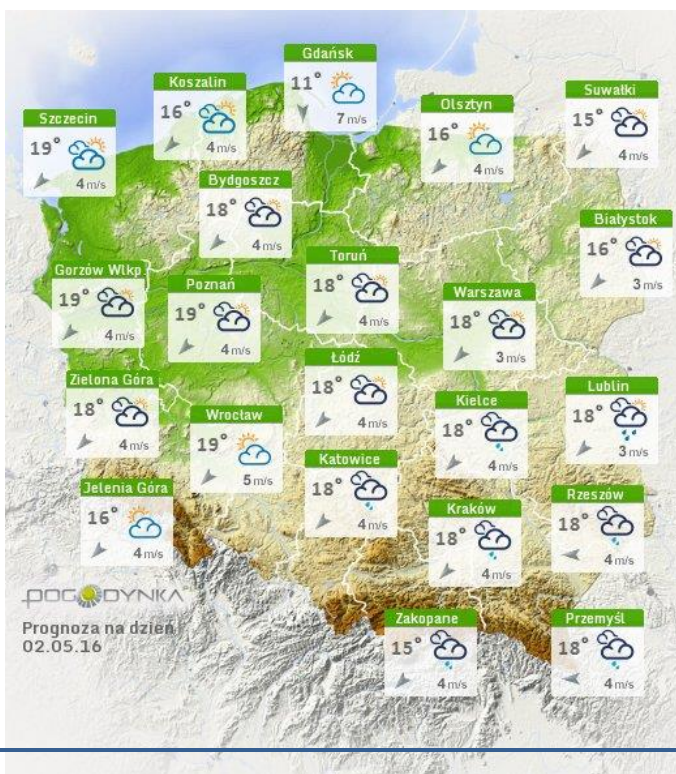 Gdańsk
11°
7 m/s
Koszalin
16°
4 m/s
Suwałki
15°
4 m/s
Olsztyn
16°
4 m/s
Szczecin
19°
4 m/s
Bydgoszcz
18°
4 m/s
Białystok
16°
3 m/s
Toruń
18°
4 m/s
Gorzów Wlkp
19°
4 m/s
Poznań
19°
4 m/s
Warszawa
18°
3 m/s
Łódź
18°
4 m/s
Zielona Góra
18°
4 m/s
Lublin
18°
3 m/s
Kielce
18°
4 m/s
Wrocław
19°
5 m/s
Katowice
18°
4 m/s
Jelenia Góra
16°
4 m/s
Rzeszów
18°
4 m/s
Kraków
18°
4 m/s
POGODYNKA
Prognoza na dzień
02.05.16
Zakopane
15°
4 m/s
Przemyśl
18°
4 m/s